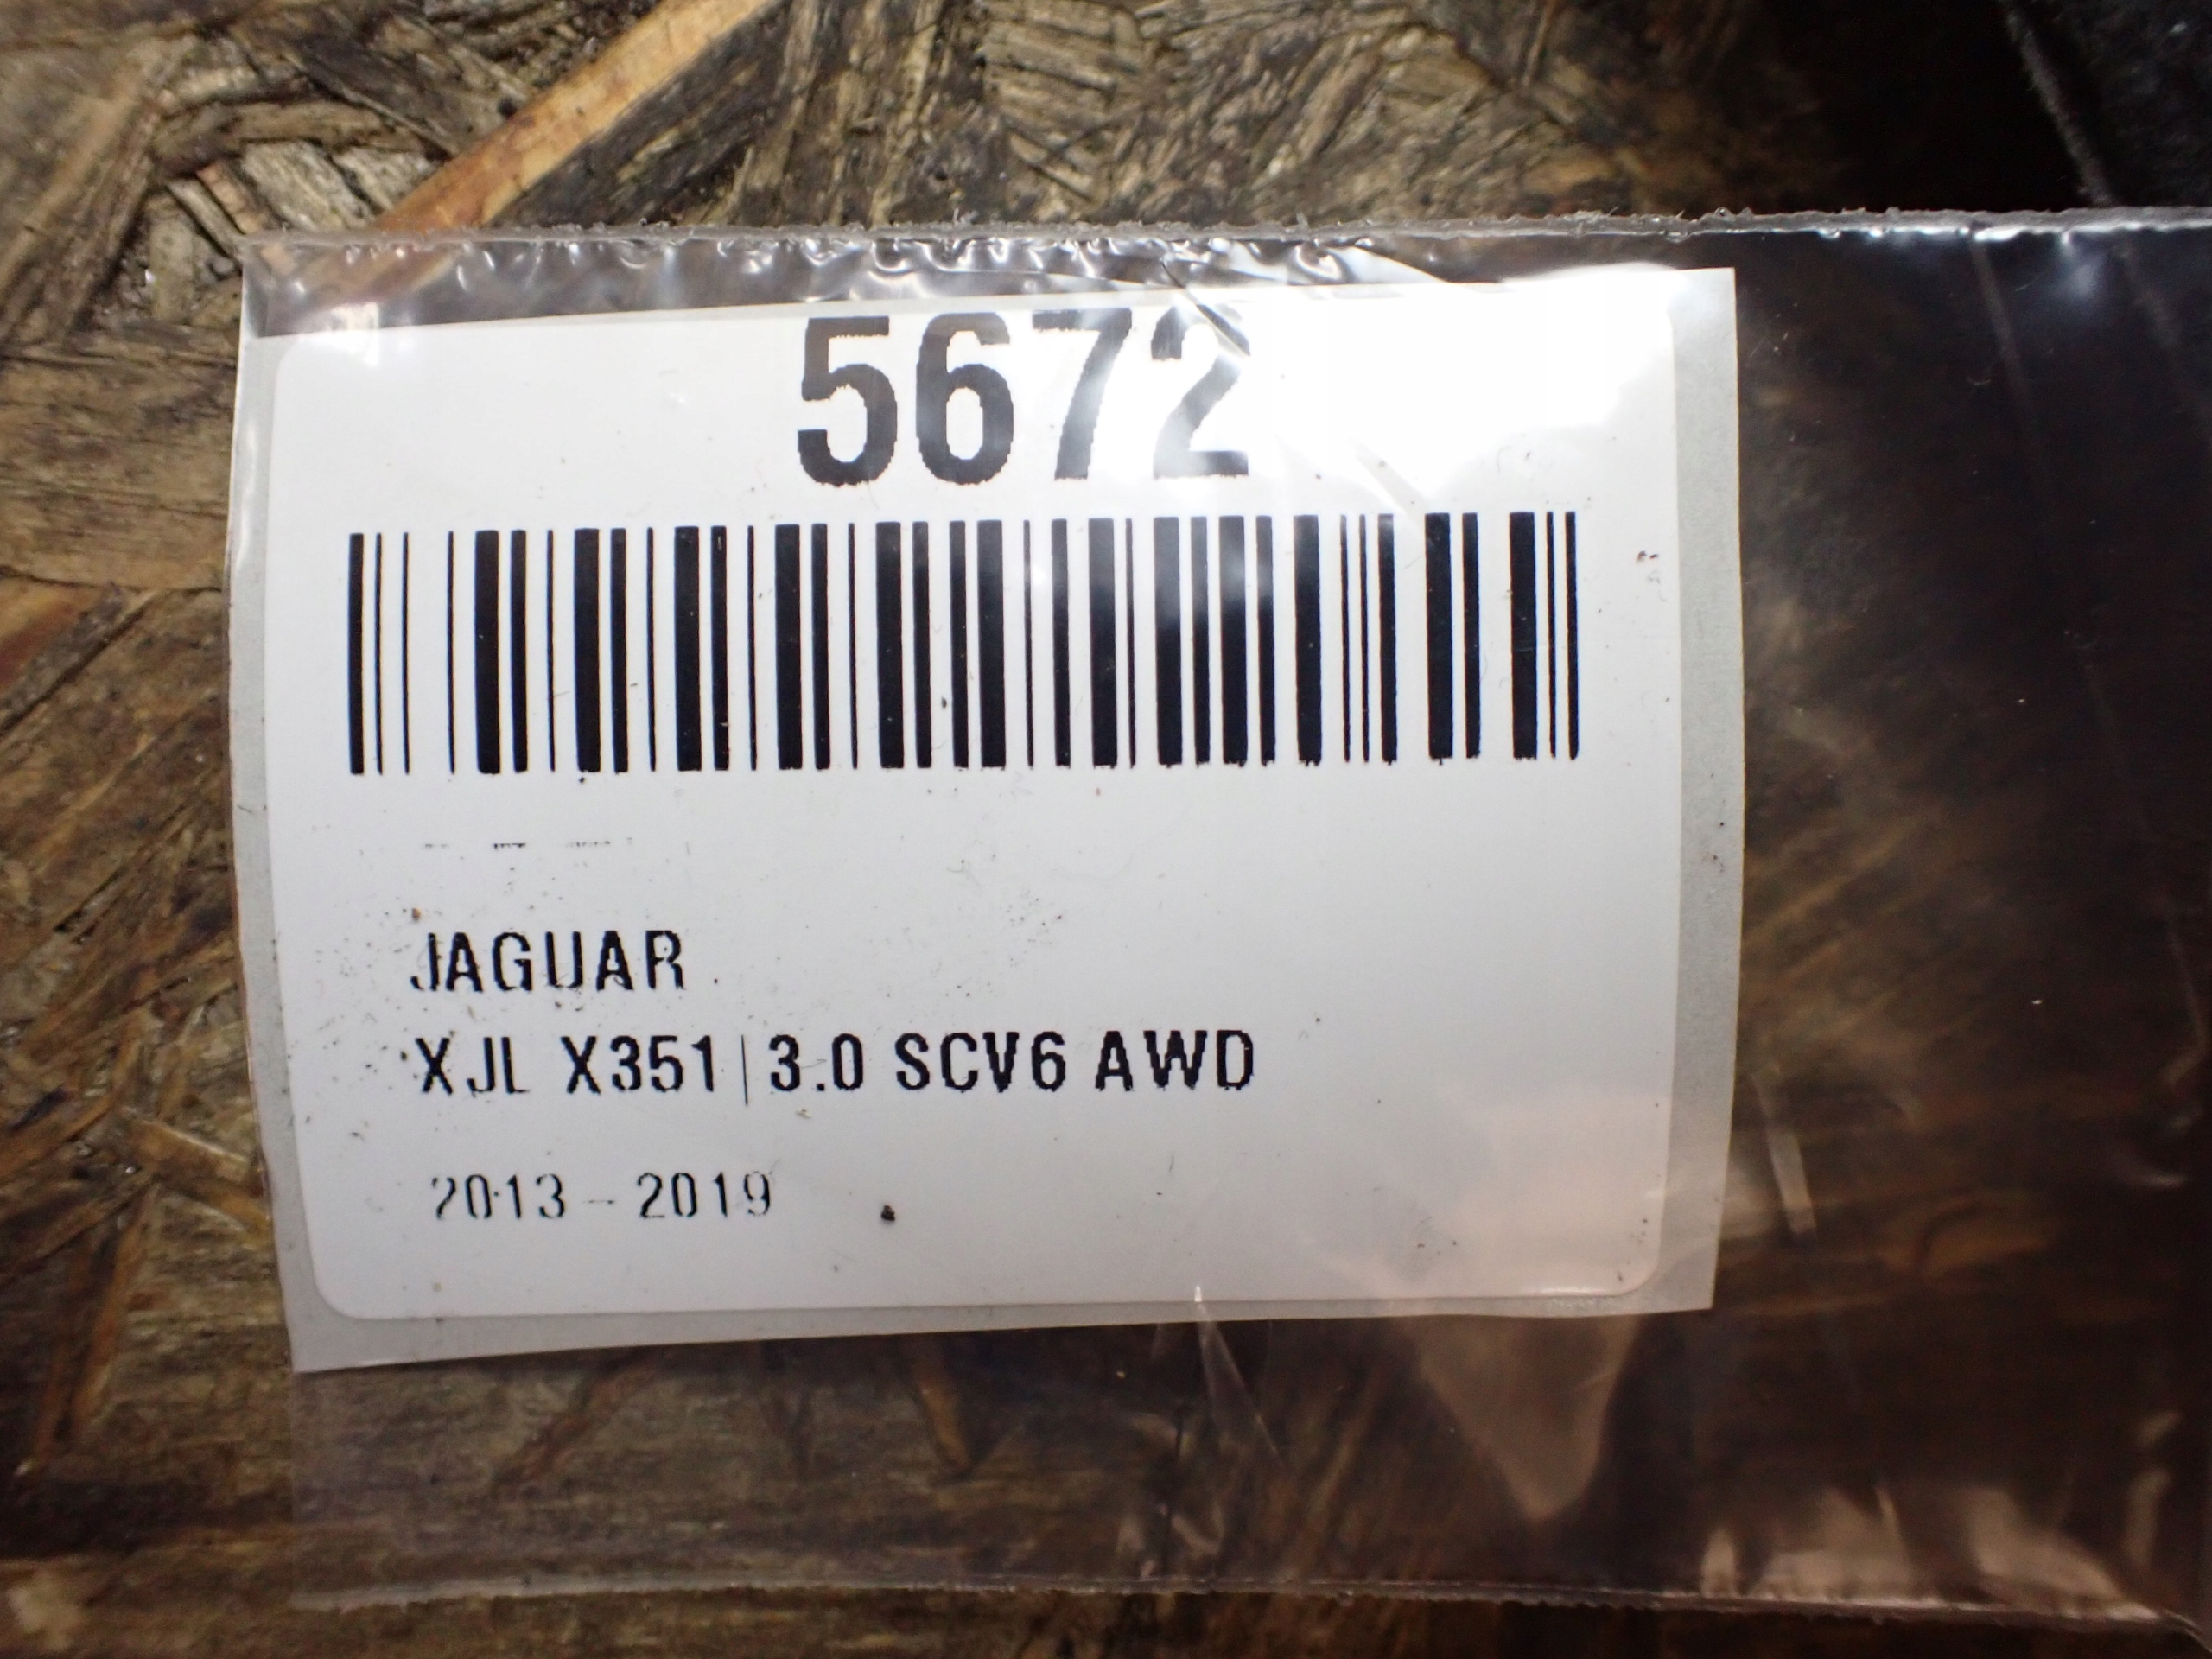 5672
JAGUAR
XJL X351|3.0 SCV6 AWD
2013 - 2019